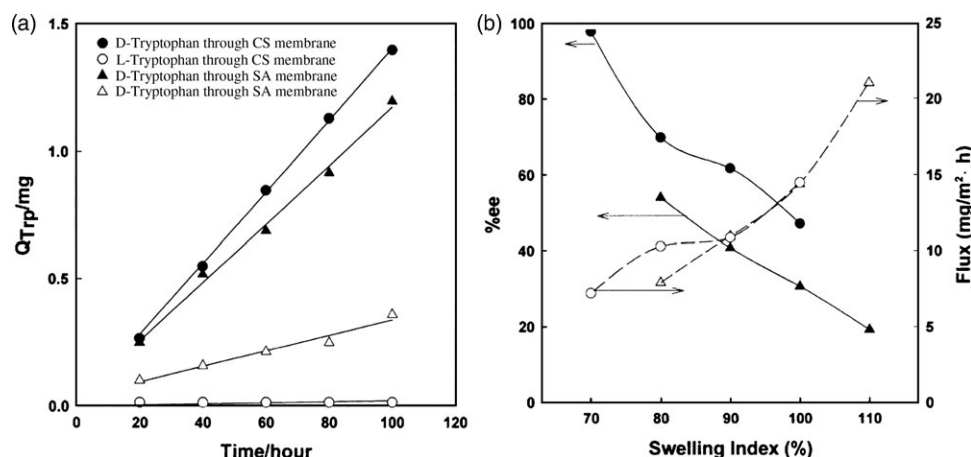 (a)
1.5
1.0
0.5
0.0
QTrp/mg
D-Tryptophan through CS membrane
L-Tryptophan through CS membrane
D-Tryptophan through SA membrane
D-Tryptophan through SA membrane
0 20 40 60 80 100 120
Time/hour
(b)
100
80
60
40
20
0
%ee
25
20
15
10
5
0
Flux (mg/m²· h)
70 80 90 100 110
Swelling Index (%)